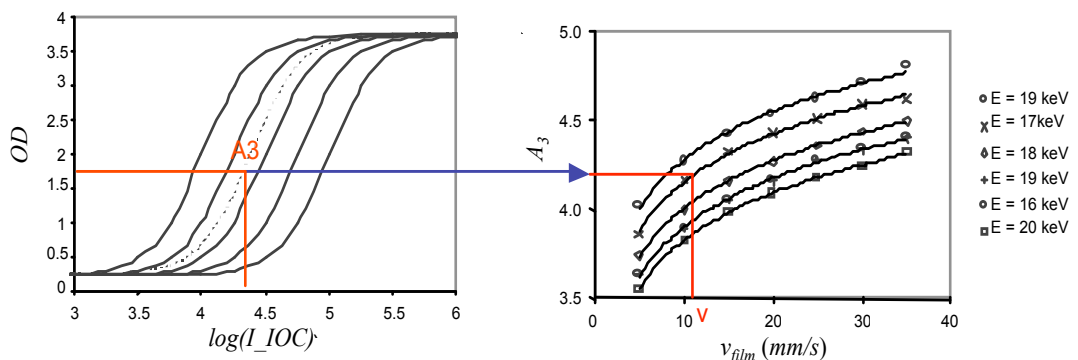 OD
4
3.5
3
2.5
2
1.5
1
0.5
0
A3
3 3.5 4 4.5 5 5.5 6
log(I_IOC)
A3
5.0
4.5
4.0
3.5
0 10 20 30 40
v
vfilm (mm/s)
E = 19 keV
E = 17keV
E = 18 keV
E = 19 keV
E = 16 keV
E = 20 keV